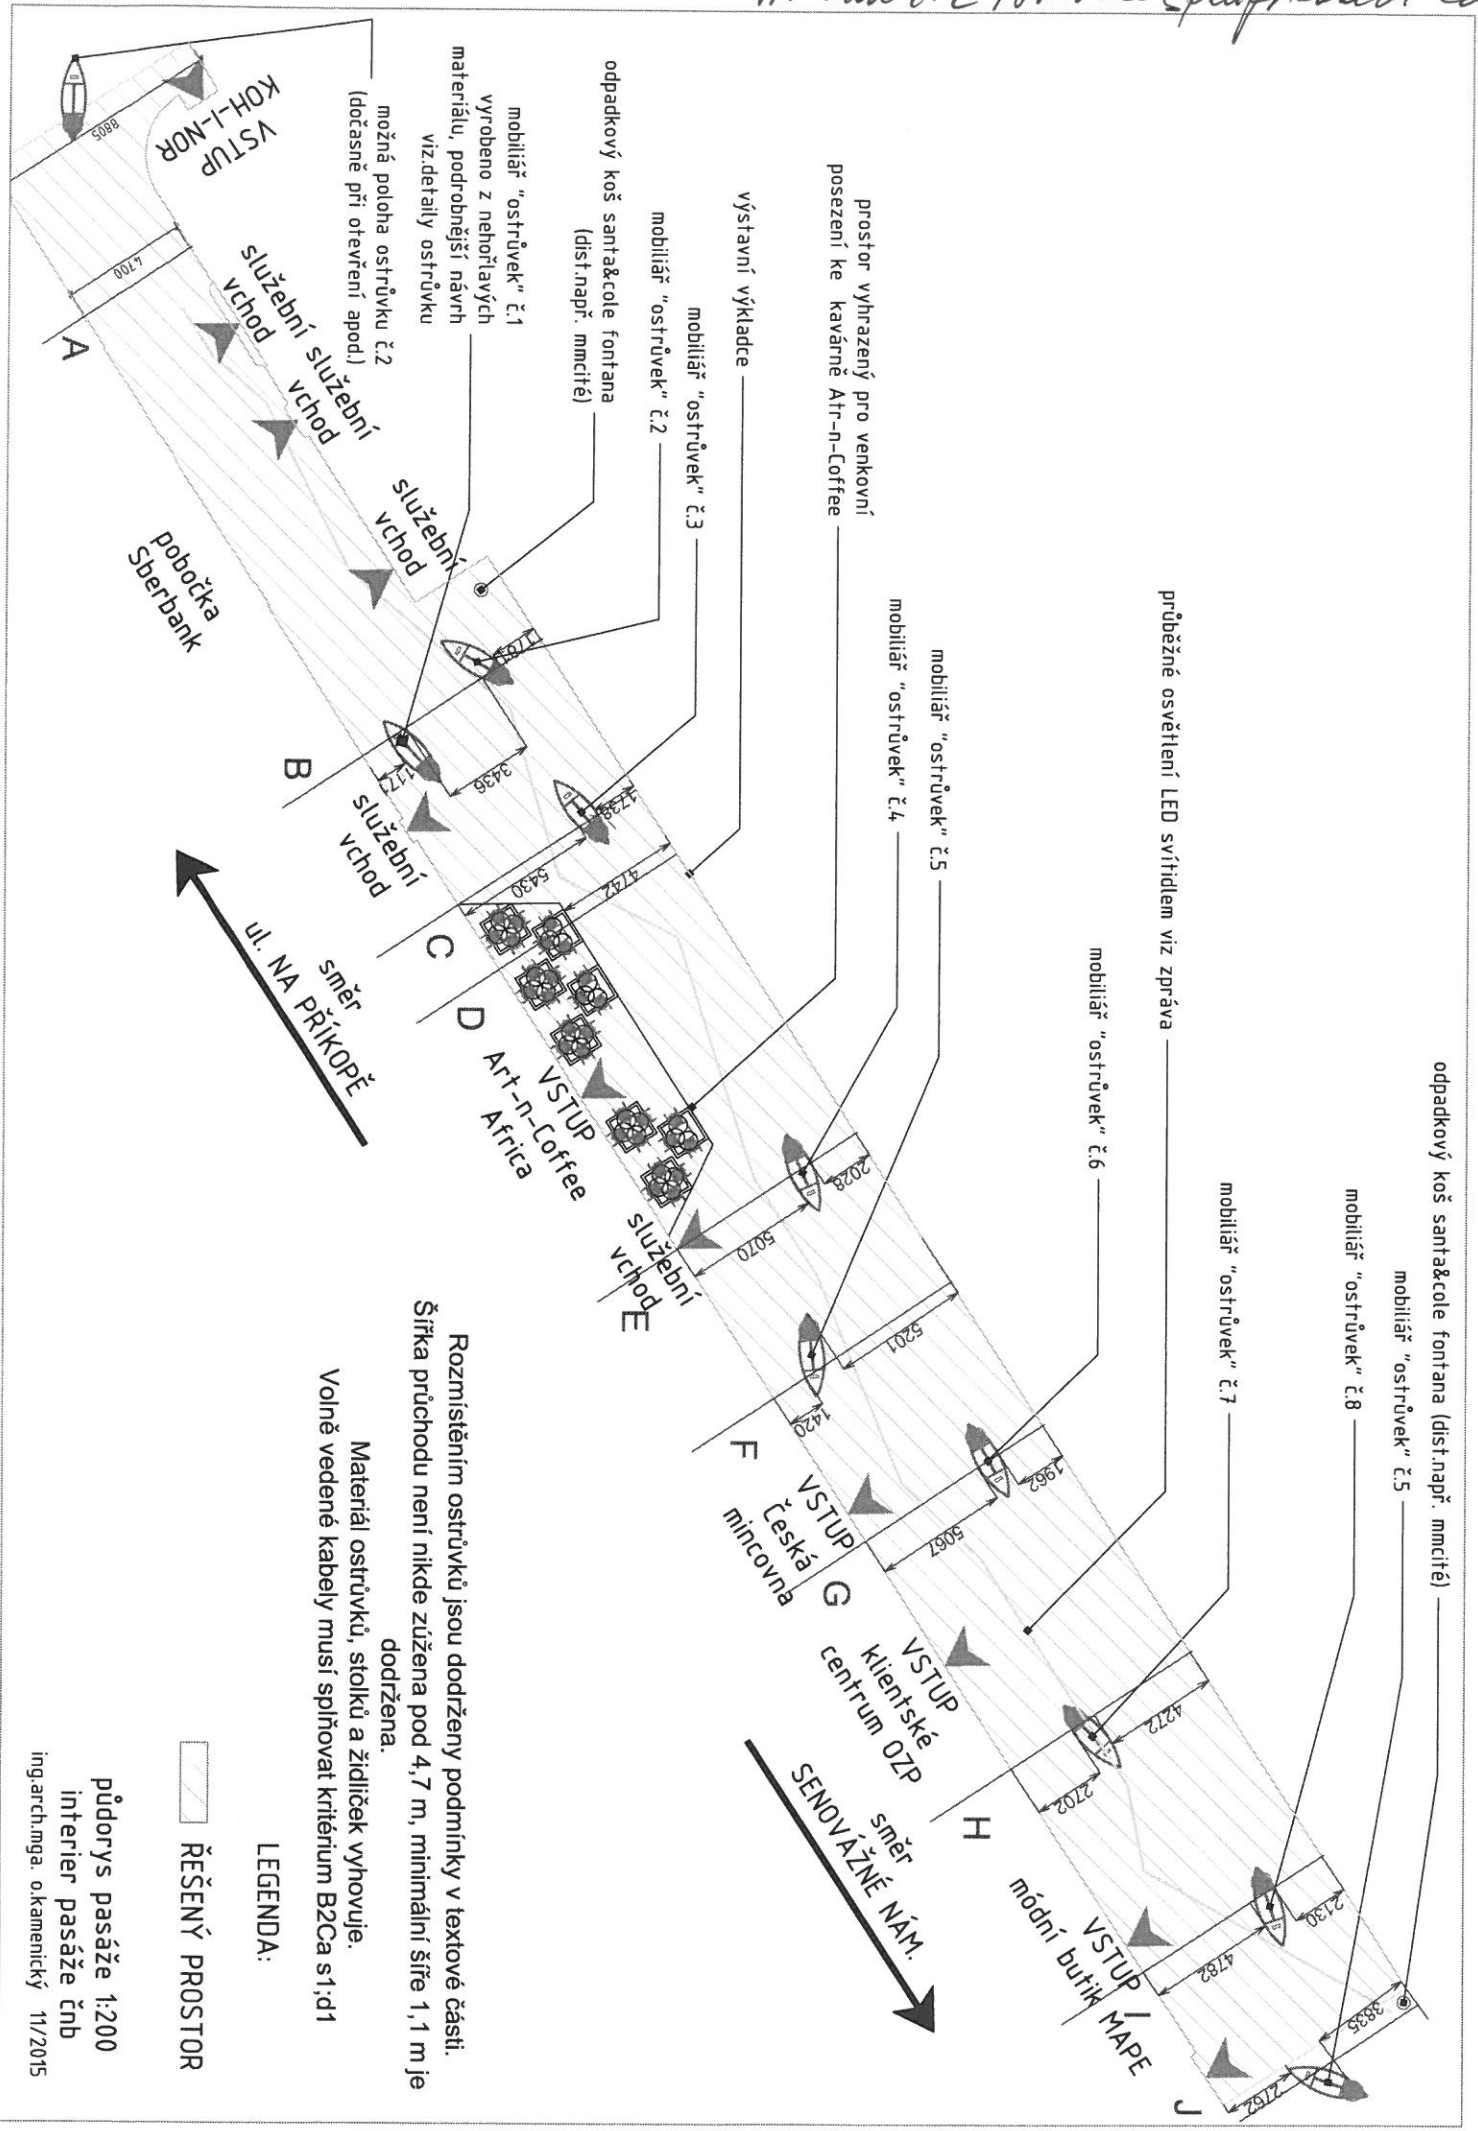 odpadkový koš santa&cole fontana (dist.např. mmcité)
mobiliář "ostrůvek" č.5
mobiliář "ostrůvek" č.8
mobiliář "ostrůvek" č.7
průběžné osvětlení LED svítidlem viz zpráva
mobiliář "ostrůvek" č.6
mobiliář "ostrůvek" č.5
mobiliář "ostrůvek" č.4
prostor vyhrazený pro venkovní
posezení ke kavárně Atr-n-Coffee
výstavní výkladce
mobiliář "ostrůvek" č.3
mobiliář "ostrůvek" č.2
odpadkový koš santa&cole fontana
(dist.např. mmcité)
mobiliář "ostrůvek" č.1
vyrobeno z nehořlavých
materiálu, podrobnější návrh
viz.detaily ostrůvku
možná poloha ostrůvku č.2
(dočasně při otevření apod.)
VSTUP
KOH-I-NOR
8805
4700
A
služební
vchod
služební
vchod
služební
vchod
pobočka
Sberbank
3436
B
služební
vchod
1738
5430
4742
C
D
VSTUP
Art-n-Coffee
Africa
služební
vchod
2028
5070
E
5201
1420
F
VSTUP
Česká
mincovna
1962
5067
G
VSTUP
klientské
centrum OZP
4272
2702
H
2130
4782
I
VSTUP
módní butik MAPE
3835
2762
J
směr
ul. NA PŘÍKOPĚ
směr
SENOVÁŽNÉ NÁM.
Rozmístěním ostrůvků jsou dodrženy podmínky v textové části.
Šířka průchodu není nikde zúžena pod 4,7 m, minimální šíře 1,1 m je
dodržena.
Materiál ostrůvků, stolků a židliček vyhovuje.
Volně vedené kabely musí splňovat kritérium B2Ca s1;d1
LEGENDA:
ŘEŠENÝ PROSTOR
půdorys pasáže 1:200
interier pasáže čnb
ing.arch.mga. o.kamenický 11/2015